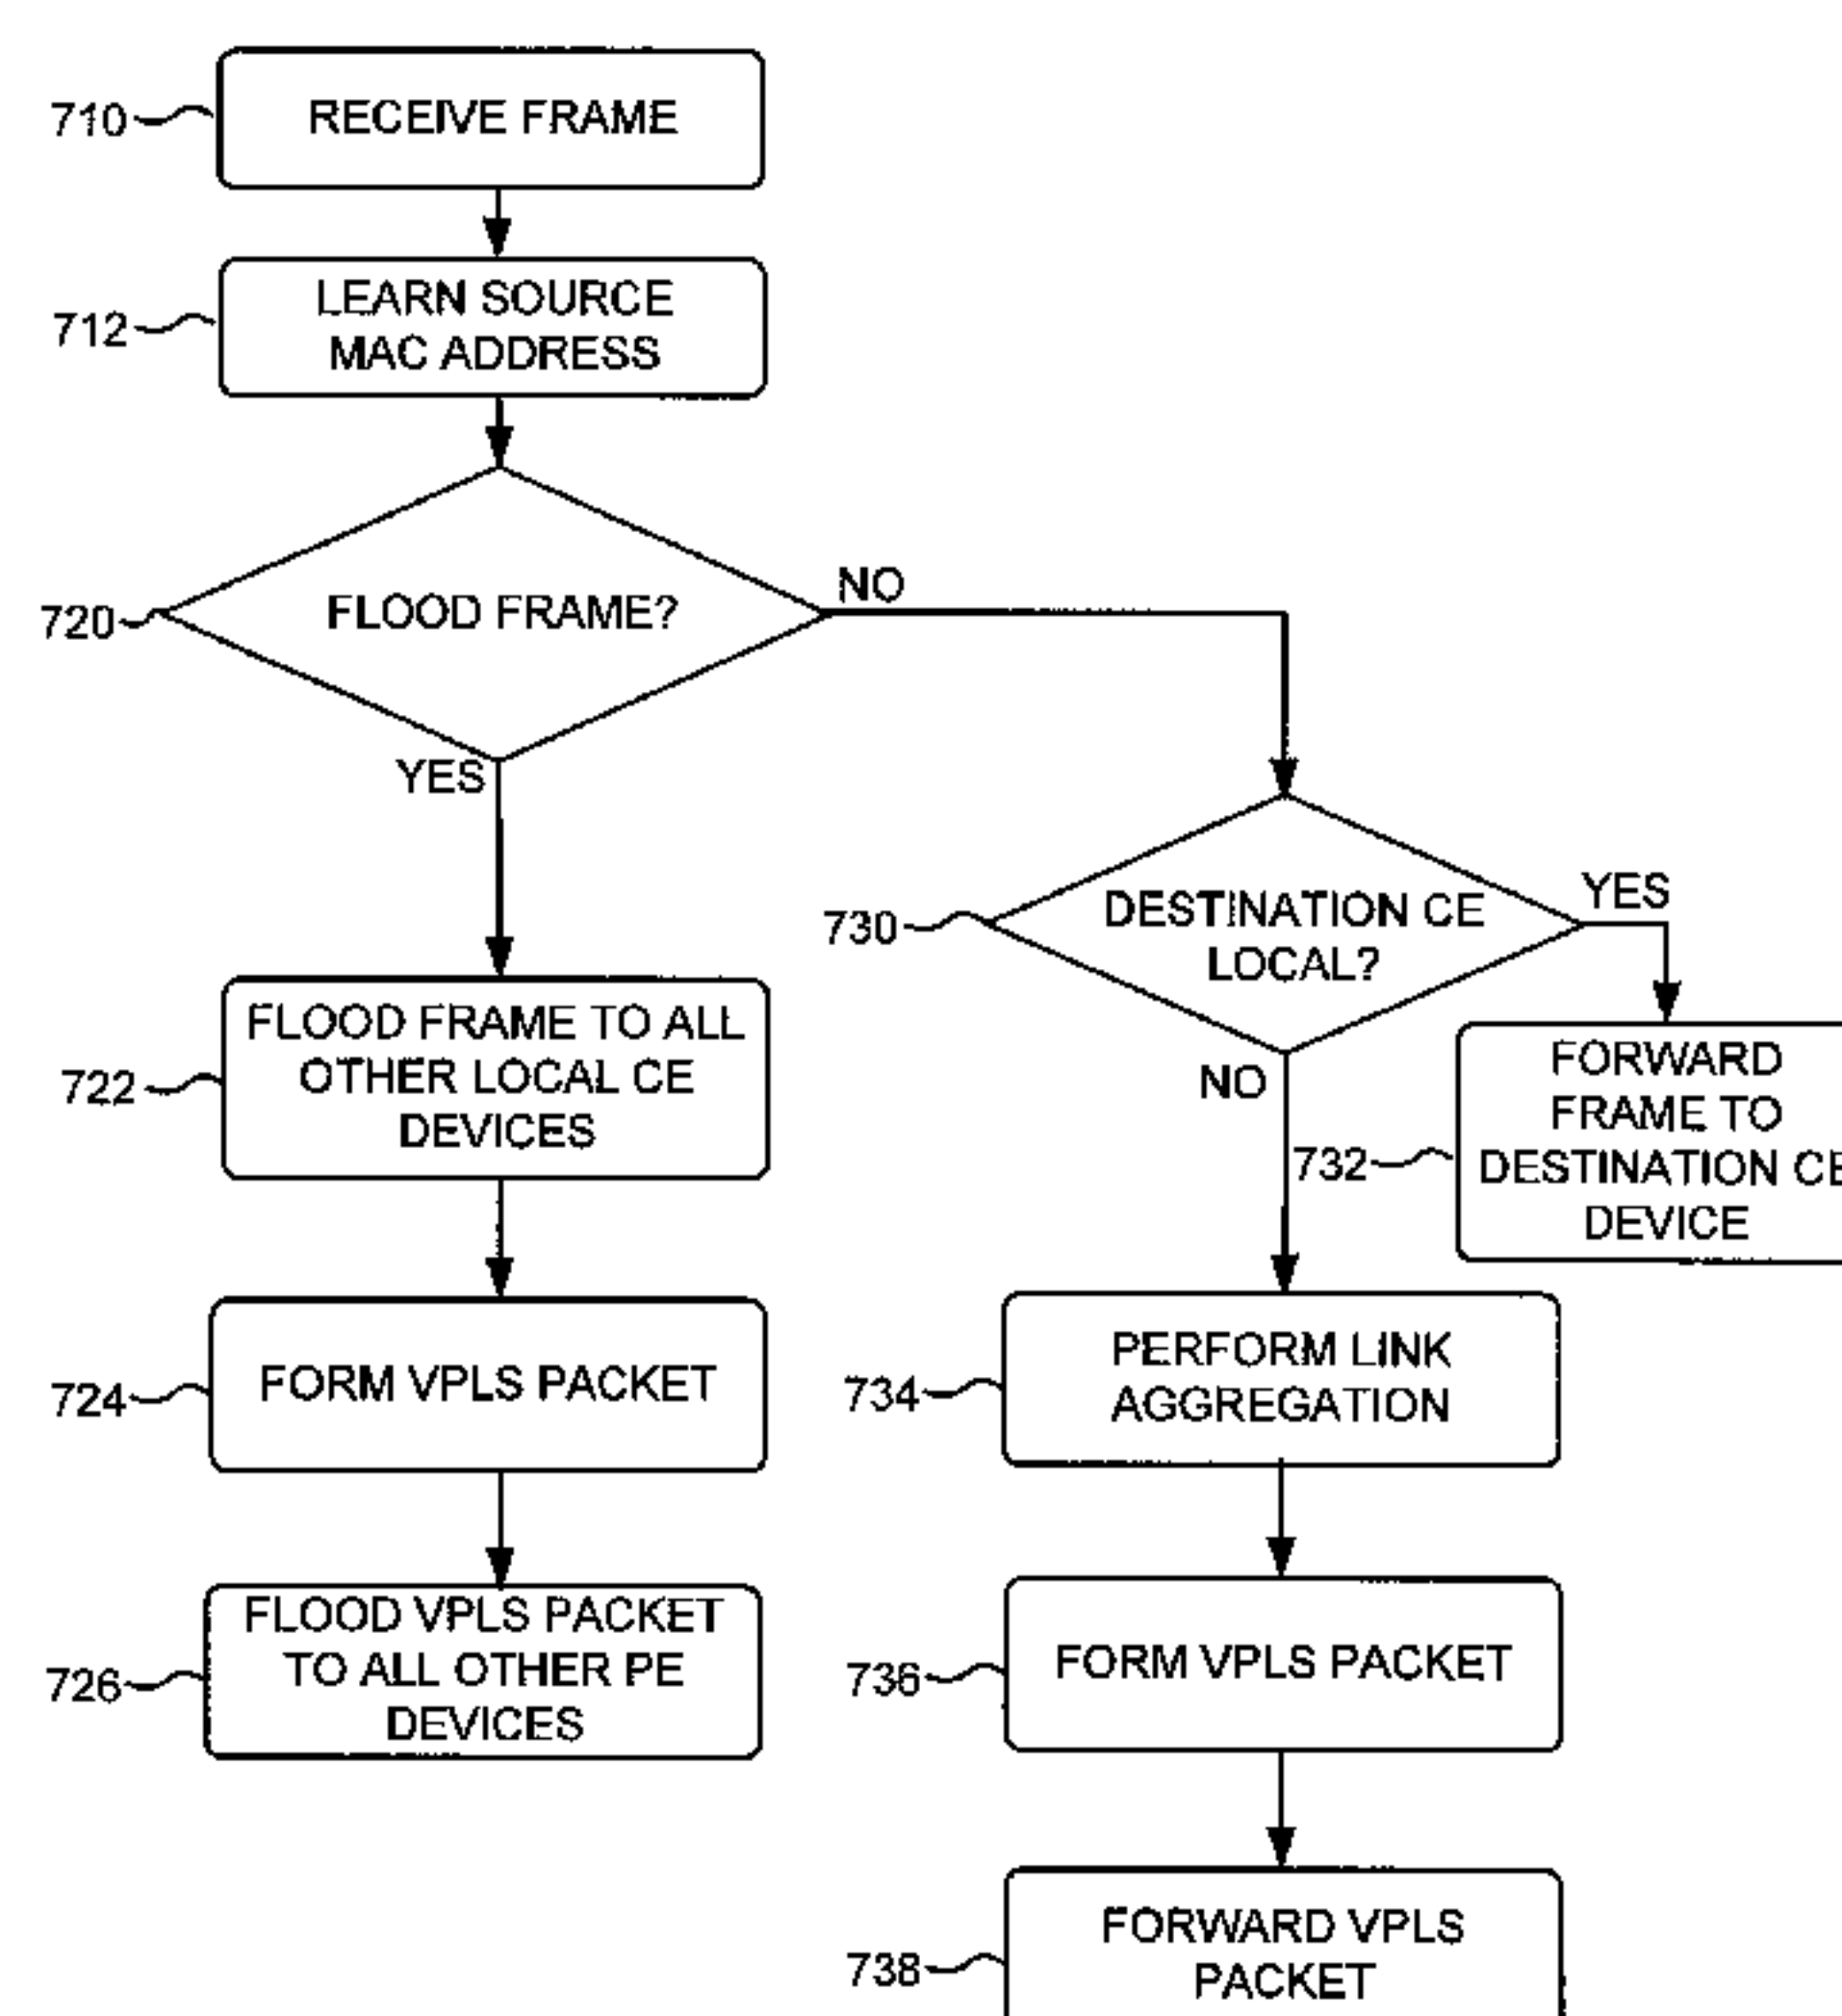 710
RECEIVE FRAME
712
LEARN SOURCE
MAC ADDRESS
720
FLOOD FRAME?
NO
YES
722
FLOOD FRAME TO ALL
OTHER LOCAL CE
DEVICES
724
FORM VPLS PACKET
726
FLOOD VPLS PACKET
TO ALL OTHER PE
DEVICES
730
DESTINATION CE
LOCAL?
YES
NO
732
FORWARD
FRAME TO
DESTINATION CE
DEVICE
734
PERFORM LINK
AGGREGATION
736
FORM VPLS PACKET
738
FORWARD VPLS
PACKET